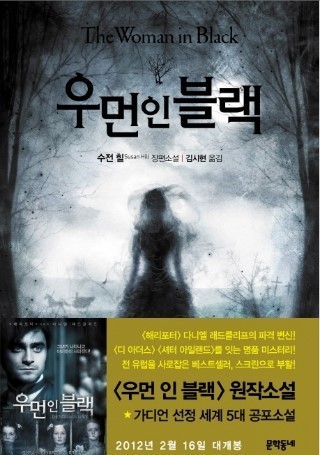 The Woman in Black
우먼인블랙
수전 힐 Susan Hill 장편소설 | 김시현 옮김
<해리포터> 다니엘 래드클리프의 파격 변신!
<디 아더스> <셔터 아일랜드>를 잇는 명품 미스터리!
전 유럽을 사로잡은 베스트셀러, 스크린으로 부활!
<우먼 인 블랙> 원작소설
★ 가디언 선정 세계 5대 공포소설
우먼인블랙
2012년 2월 16일 대개봉
문학동네